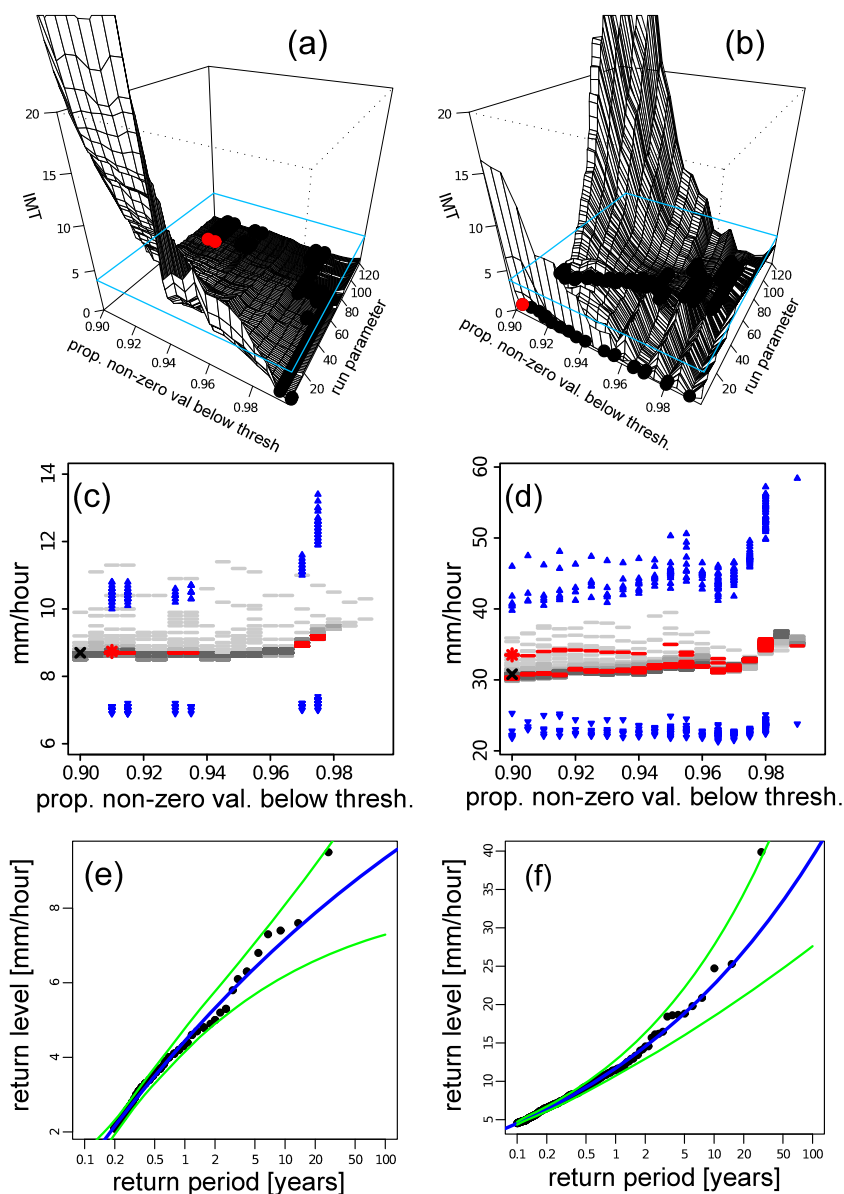 (a)
(b)
20
15
10
5
0
IMT
0.90
0.92
0.94
0.96
0.98
prop. non-zero val below thresh
20
40
60
80
100
120
run parameter
20
15
10
5
0
IMT
0.90
0.92
0.94
0.96
0.98
prop. non-zero val. below thresh.
20
40
60
80
100
120
run parameter
(c)
14
12
10
8
6
mm/hour
0.90
0.92
0.94
0.96
0.98
prop. non-zero val. below thresh.
(d)
60
50
40
30
20
mm/hour
0.90
0.92
0.94
0.96
0.98
prop. non-zero val. below thresh.
(e)
8
6
4
2
return level [mm/hour]
0.1 0.2 0.5 1 2 5 10 20 50 100
return period [years]
(f)
40
35
30
25
20
15
10
5
return level [mm/hour]
0.1 0.2 0.5 1 2 5 10 20 50 100
return period [years]